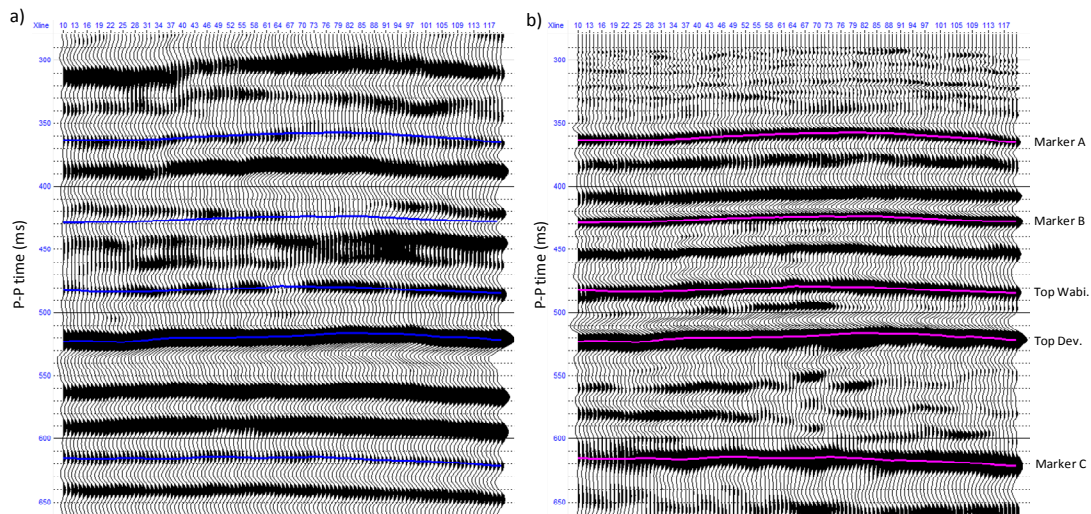 a)
Xline 10 13 16 19 22 25 28 31 34 37 40 43 46 49 52 55 58 61 64 67 70 73 76 79 82 85 88 91 94 97 101 105 109 113 117
300
350
400
450
500
550
600
650
P-P time (ms)
b)
Xline 10 13 16 19 22 25 28 31 34 37 40 43 46 49 52 55 58 61 64 67 70 73 76 79 82 85 88 91 94 97 101 105 109 113 117
300
350
400
450
500
550
600
650
P-P time (ms)
Marker A
Marker B
Top Wabi.
Top Dev.
Marker C